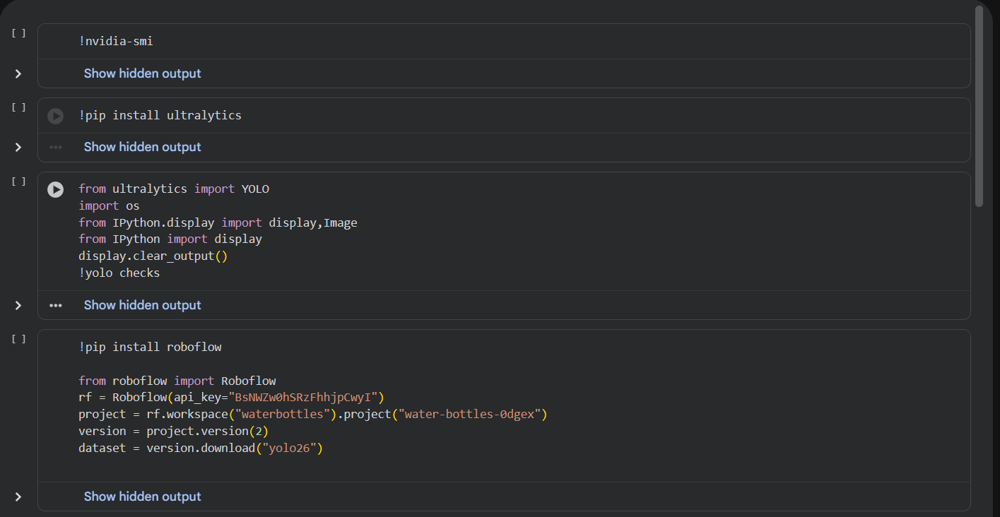 [ ]
!nvidia-smi
Show hidden output
[ ]
!pip install ultralytics
Show hidden output
[ ]
from ultralytics import YOLO
import os
from IPython.display import display,Image
from IPython import display
display.clear_output()
!yolo checks
Show hidden output
[ ]
!pip install roboflow
from roboflow import Roboflow
rf = Roboflow(api_key="BsNWZw0hSRzFhhjpCwyI")
project = rf.workspace("waterbottles").project("water-bottles-0dgex")
version = project.version(2)
dataset = version.download("yolo26")
Show hidden output